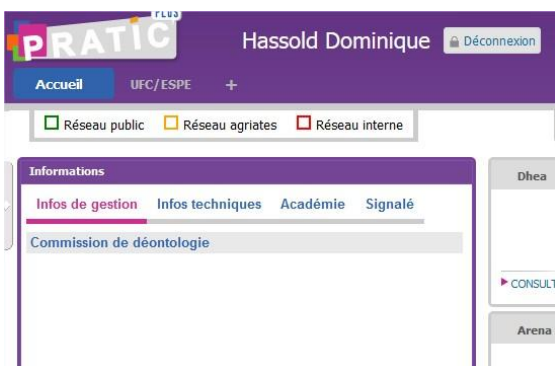 PLUS
PRATIC
Hassold Dominique
Déconnexion
Accueil
UFC/ESPE
+
Réseau public
Réseau agriates
Réseau interne
Informations
Dhea
Infos de gestion
Infos techniques
Académie
Signalé
Commission de déontologie
CONSULT
Arena